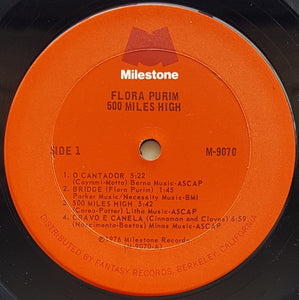 Milestone
FLORA PURIM
500 MILES HIGH
SIDE 1
M-9070
1. O CANTADOR 5:22
(Caymmi-Motta) Berna Music-ASCAP
2. BRIDGE (Flora Purim) 1:45
Parker Music/Necessity Music-BMI
3. 500 MILES HIGH 5:42
(Corea-Potter) Litha Music-ASCAP
4. CRAVO E CANELA (Cinnamon and Cloves) 6:59
(Nascimento-Bastos) Minas Music-ASCAP
℗1976 Milestone Records
DISTRIBUTED BY FANTASY RECORDS, BERKELEY, CALIFORNIA